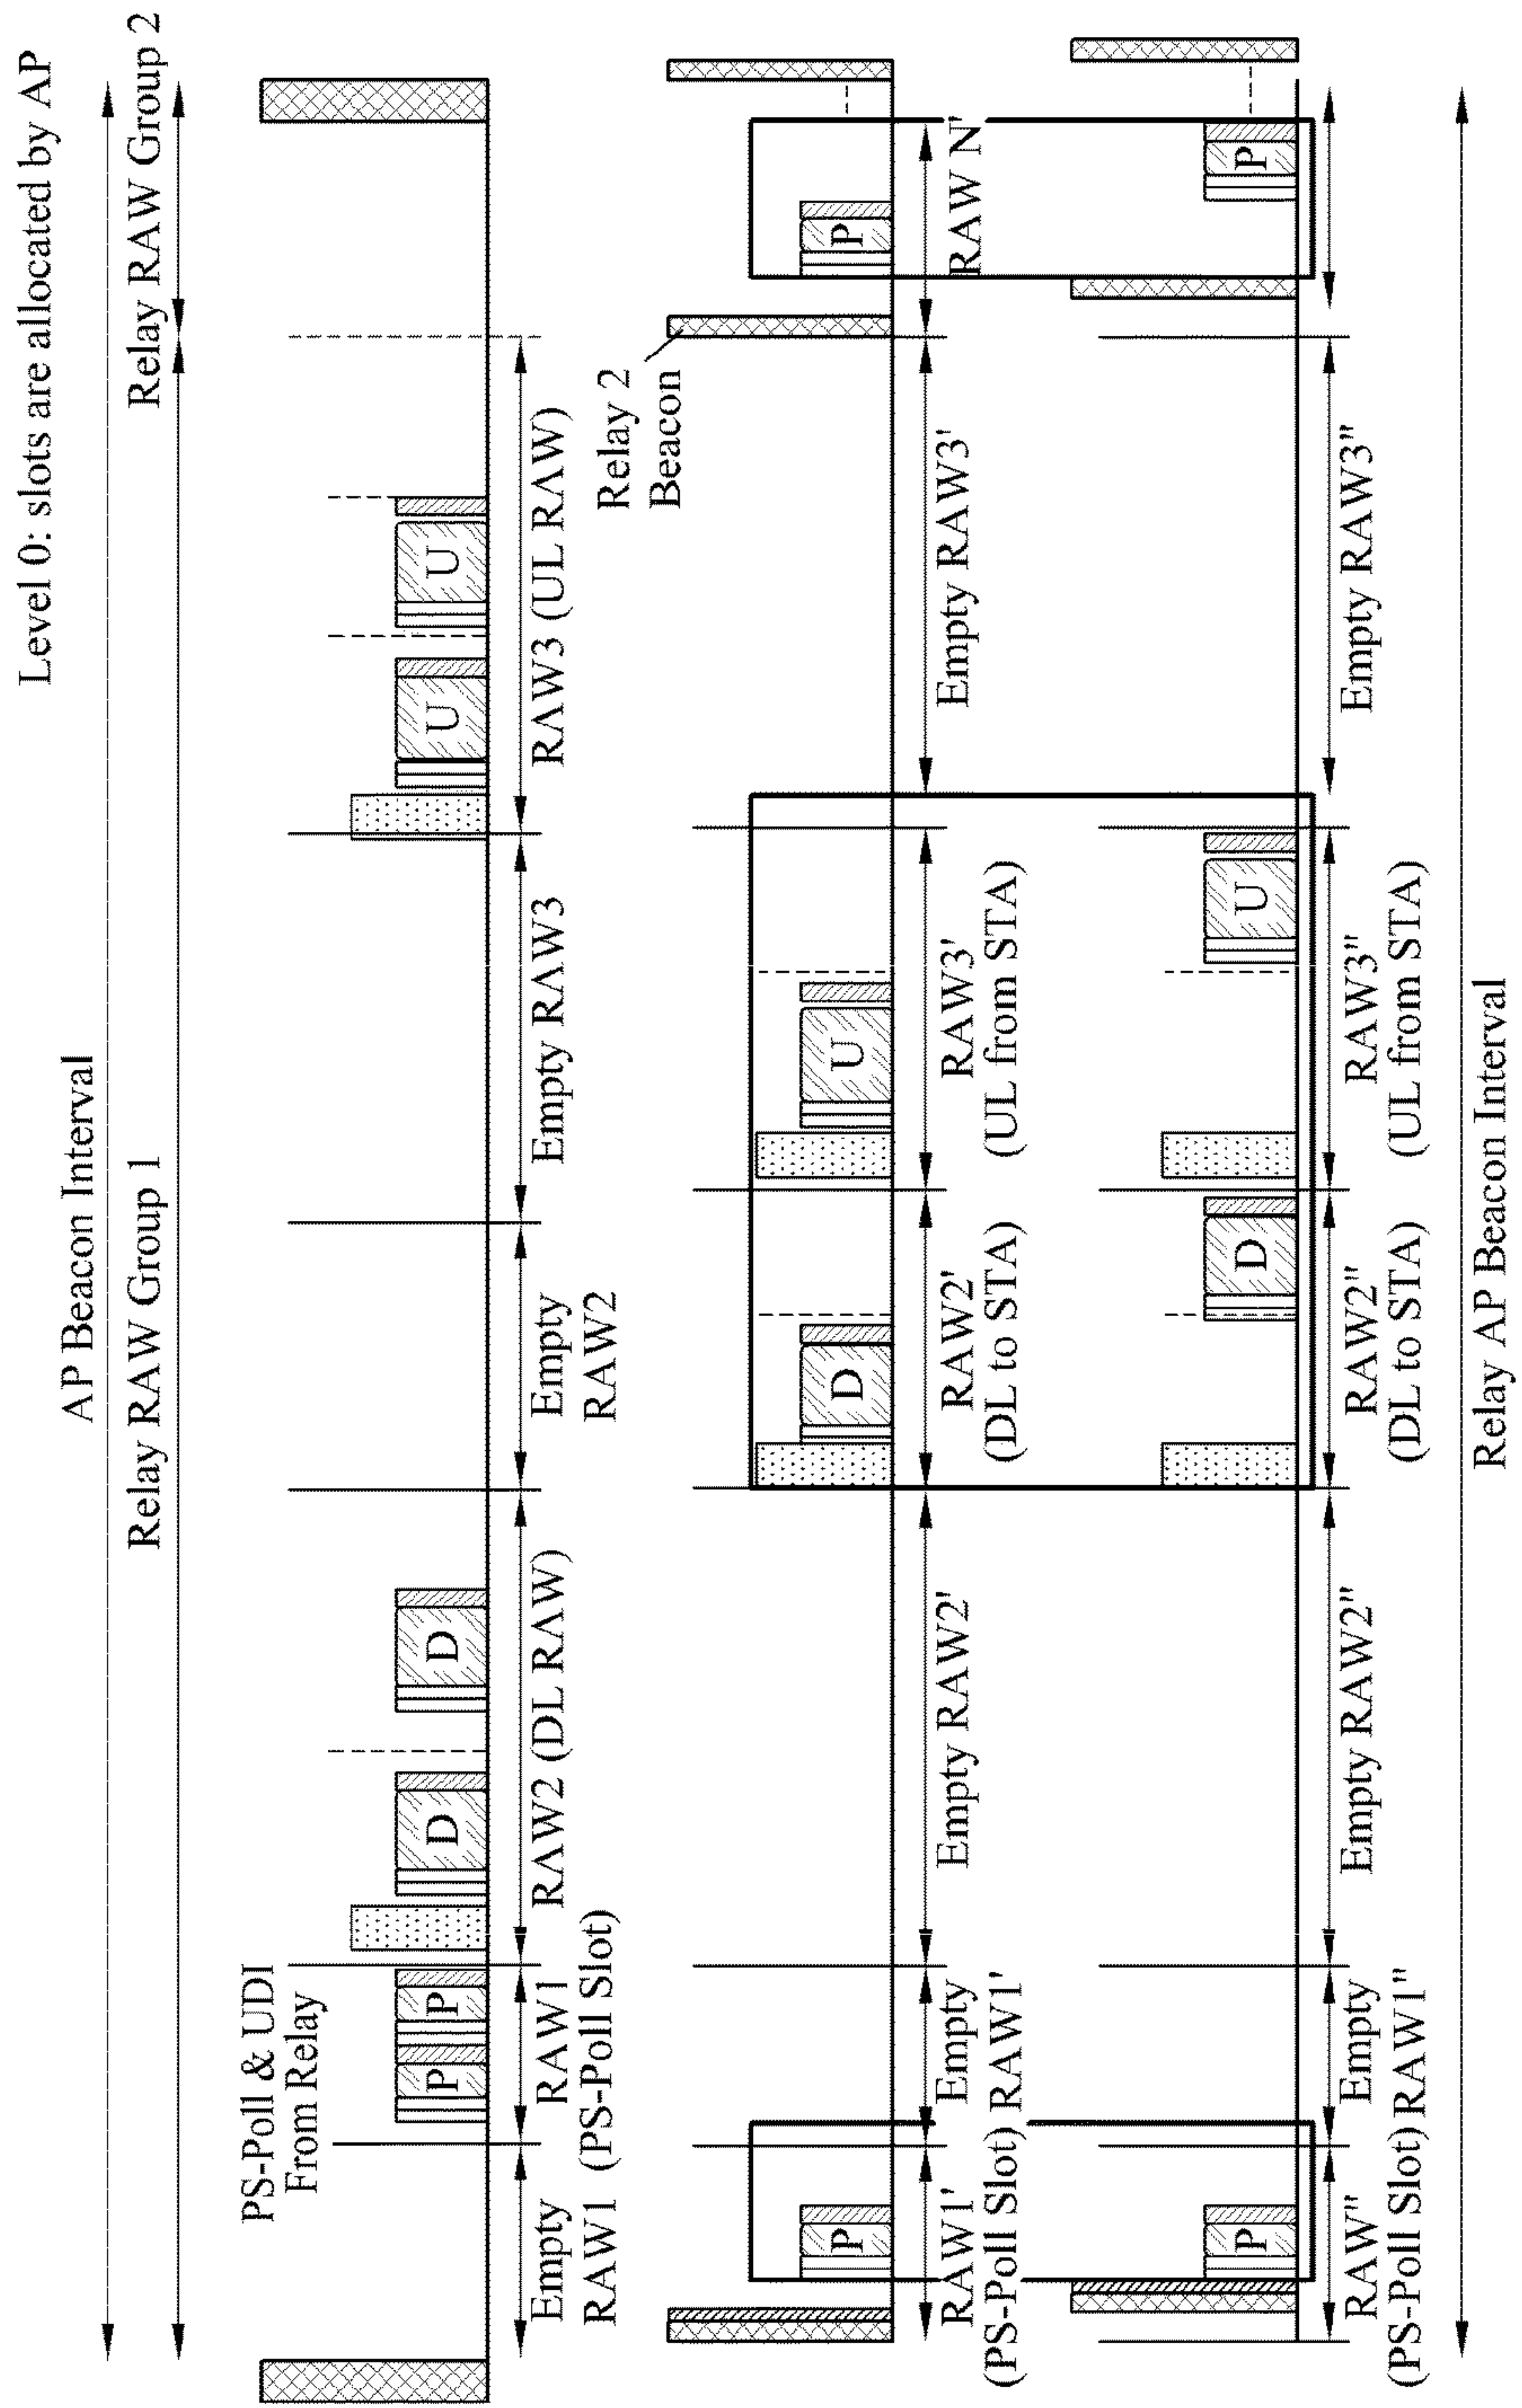 Level 0: slots are allocated by AP
AP Beacon Interval
Relay RAW Group 1
Relay RAW Group 2
PS-Poll & UDI
From Relay
P
P
D
D
U
U
Empty
RAW1
RAW1
(PS-Poll Slot)
RAW2 (DL RAW)
Empty
RAW2
Empty RAW3
RAW3 (UL RAW)
Relay 2
Beacon
P
D
U
P
RAW1'
(PS-Poll Slot)
Empty
RAW1'
Empty RAW2'
RAW2'
(DL to STA)
RAW3'
(UL from STA)
Empty RAW3'
RAW N'
P
D
U
P
RAW"
(PS-Poll Slot)
Empty
RAW1"
Empty RAW2"
RAW2"
(DL to STA)
RAW3"
(UL from STA)
Empty RAW3"
Relay AP Beacon Interval